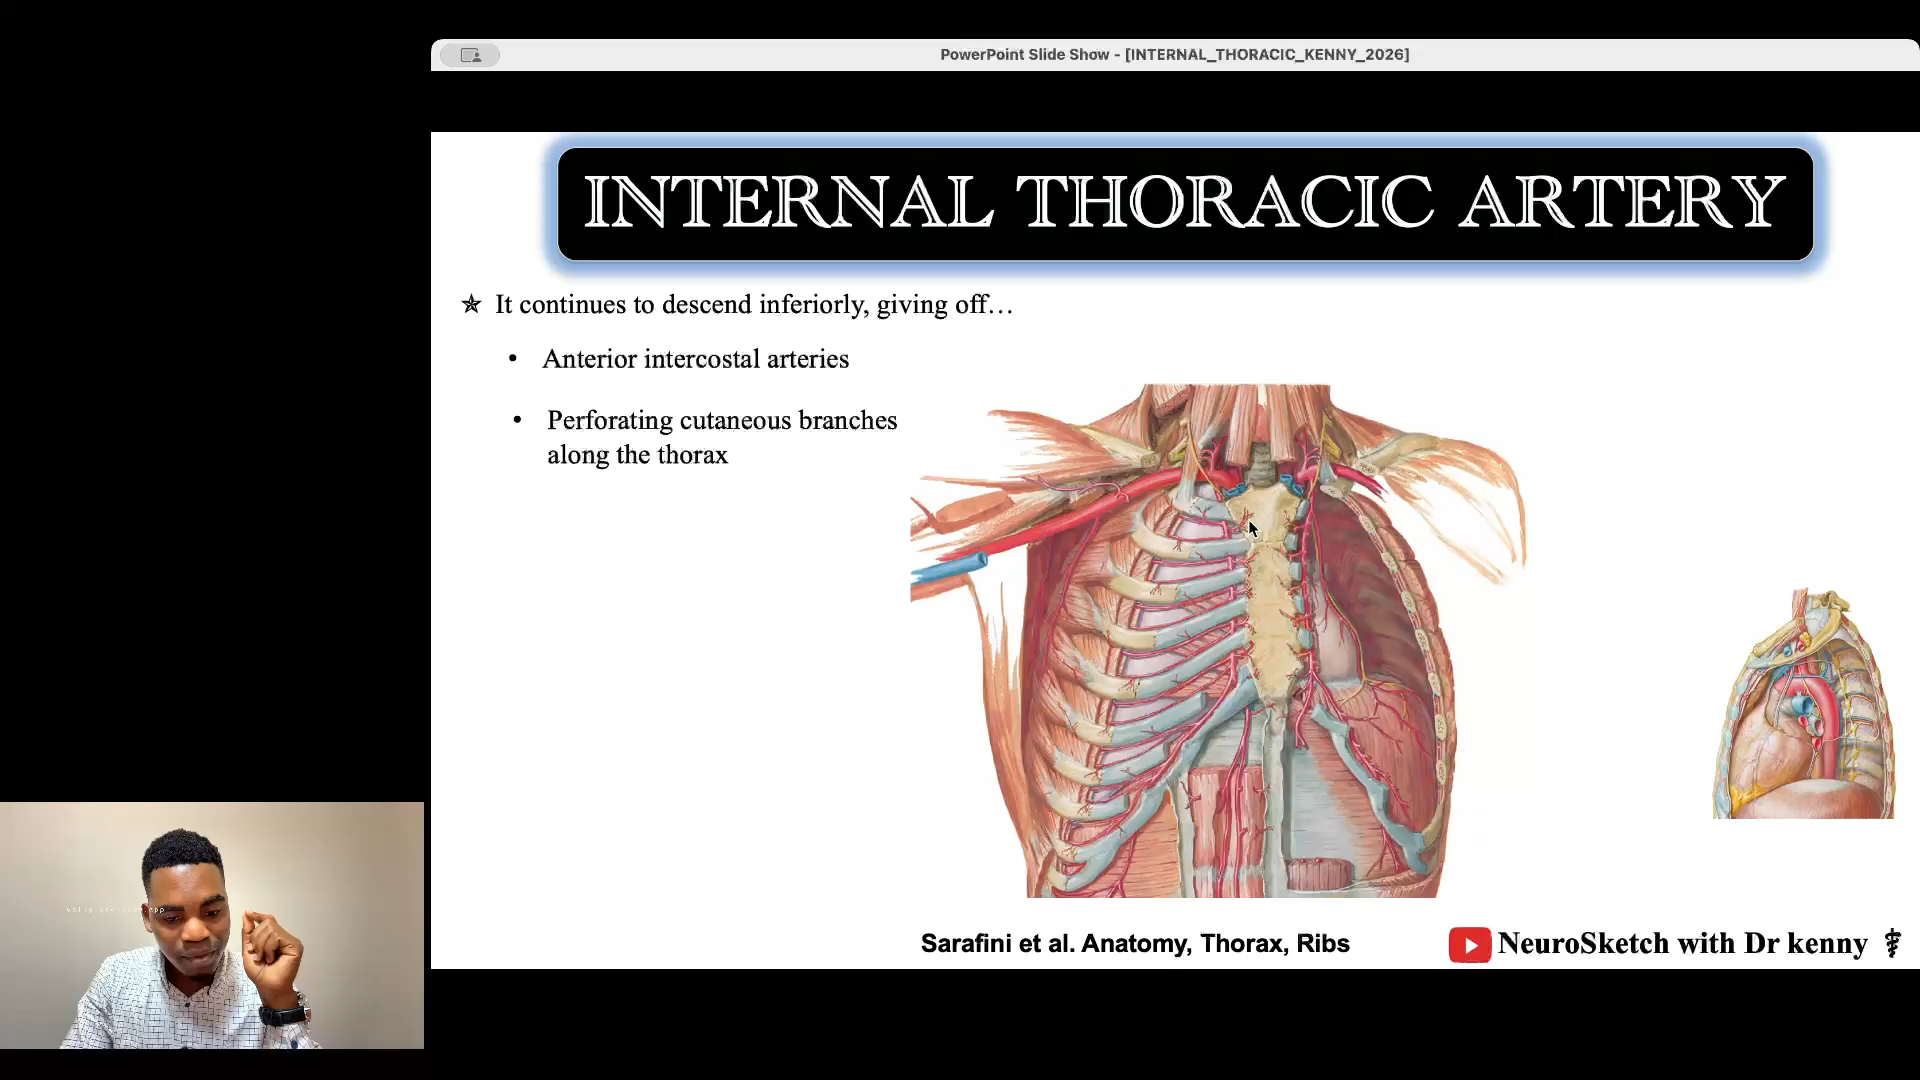 PowerPoint Slide Show - [INTERNAL_THORACIC_KENNY_2026]
INTERNAL THORACIC ARTERY
It continues to descend inferiorly, giving off…
Anterior intercostal arteries
Perforating cutaneous branches
along the thorax
Sarafini et al. Anatomy, Thorax, Ribs
NeuroSketch with Dr kenny